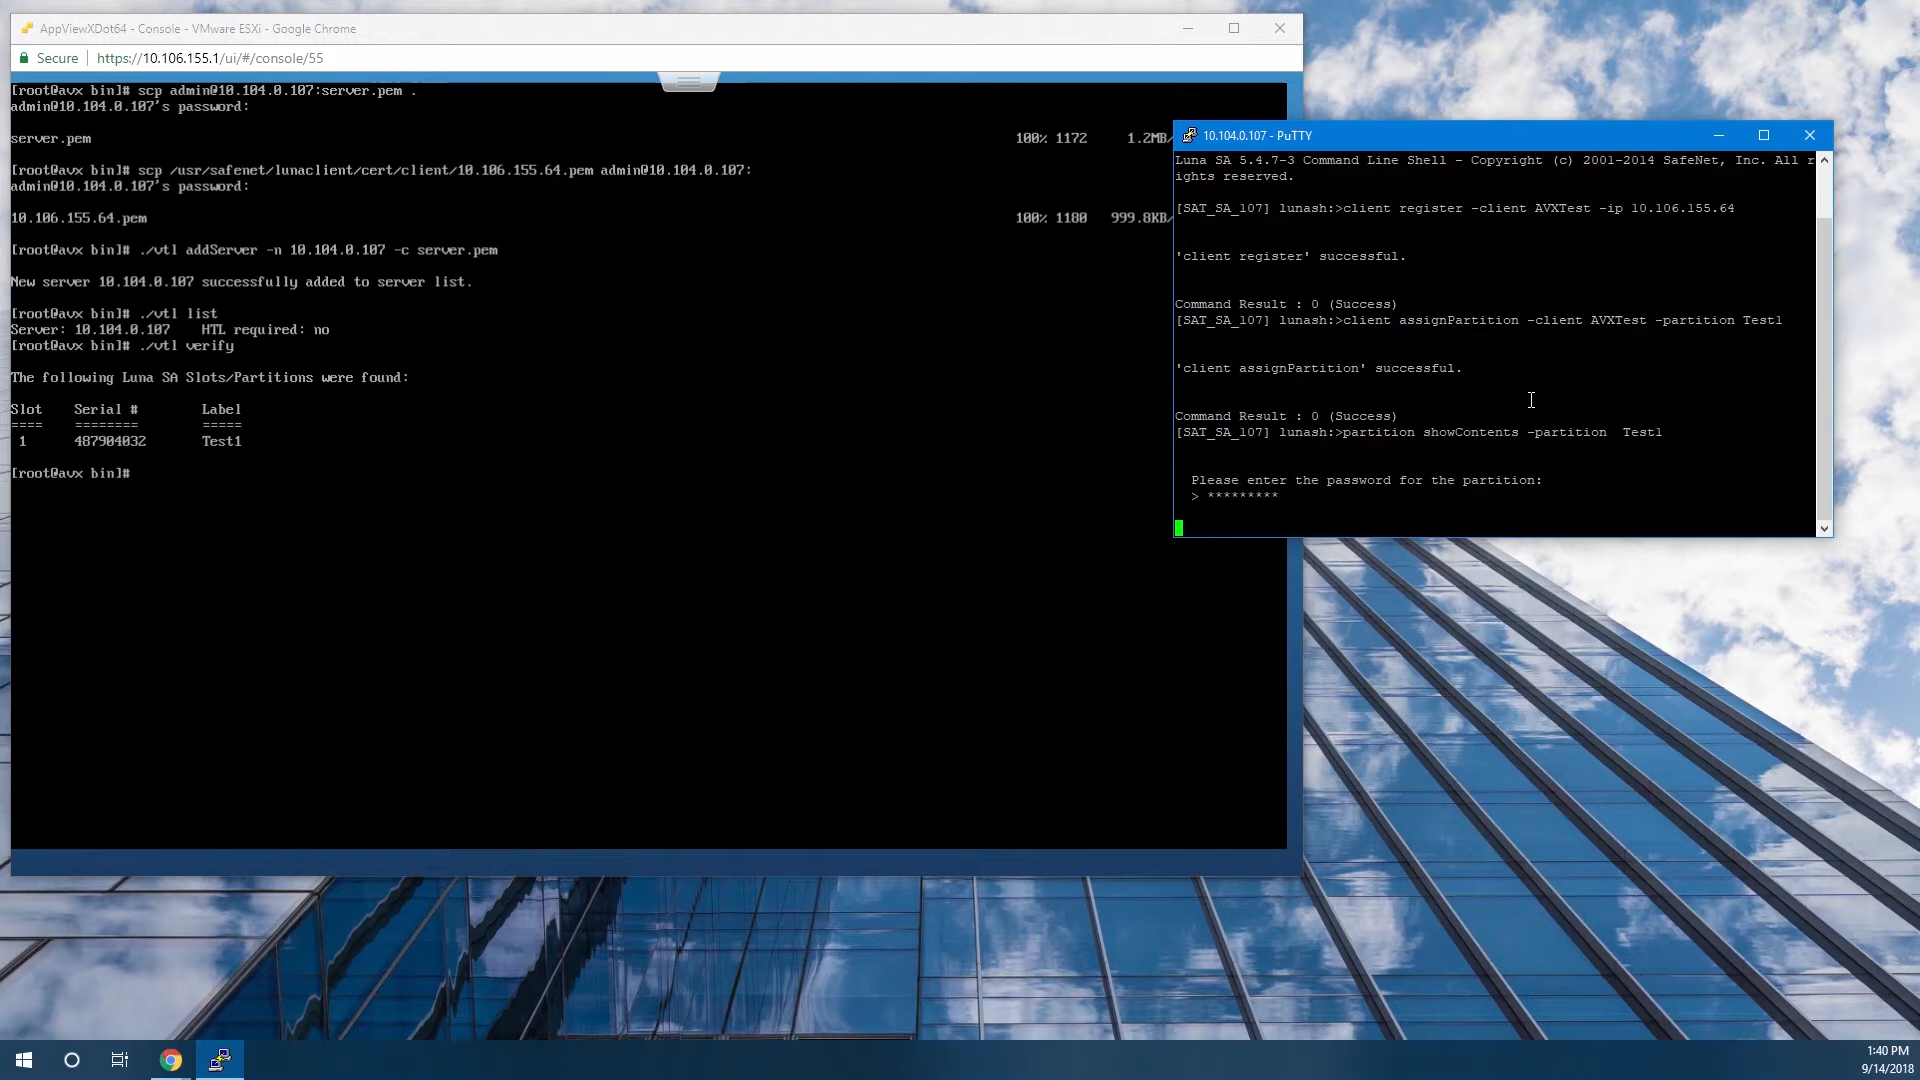 AppViewXDot64 - Console - VMware ESXi - Google Chrome
Secure
https://10.106.155.1/ui/#/console/55
[root@avx bin]# scp admin@10.104.0.107:server.pem .
admin@10.104.0.107's password:
server.pem 100% 1172 1.2MB/
[root@avx bin]# scp /usr/safenet/lunaclient/cert/client/10.106.155.64.pem admin@10.104.0.107:
admin@10.104.0.107's password:
10.106.155.64.pem 100% 1180 999.8KB/
[root@avx bin]# ./vtl addServer -n 10.104.0.107 -c server.pem
New server 10.104.0.107 successfully added to server list.
[root@avx bin]# ./vtl list
Server: 10.104.0.107 HTL required: no
[root@avx bin]# ./vtl verify
The following Luna SA Slots/Partitions were found:
Slot Serial # Label
==== ======== =====
1 487904032 Test1
[root@avx bin]#
10.104.0.107 - PuTTY
Luna SA 5.4.7-3 Command Line Shell - Copyright (c) 2001-2014 SafeNet, Inc. All r
ights reserved.
[SAT_SA_107] lunash:>client register -client AVXTest -ip 10.106.155.64
'client register' successful.
Command Result : 0 (Success)
[SAT_SA_107] lunash:>client assignPartition -client AVXTest -partition Test1
'client assignPartition' successful.
Command Result : 0 (Success)
[SAT_SA_107] lunash:>partition showContents -partition  Test1
Please enter the password for the partition:
> *********
1:40 PM
9/14/2018